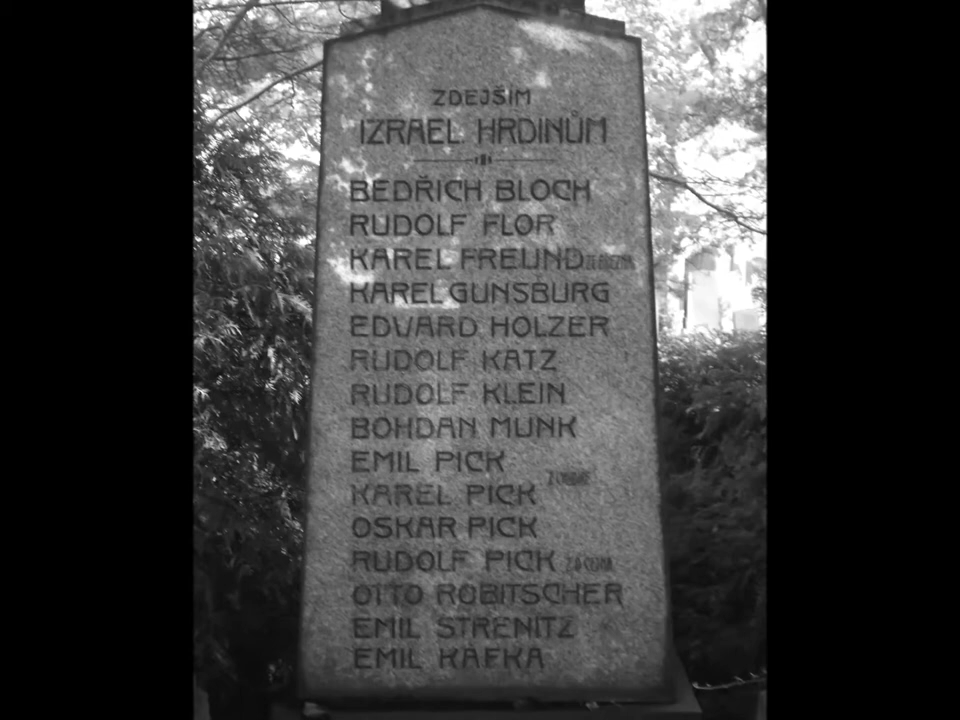 ZDEJŠIM
IZRAEL. HRDINŮM
BEDŘICH BLOCH
RUDOLF FLOR
KAREL FREUND
KAREL GUNSBURG
EDVARD HOLZER
RUDOLF KATZ
RUDOLF KLEIN
BOHDAN MUNK
EMIL PICK
KAREL PICK
OSKAR PICK
RUDOLF PICK
OTTO ROBITSCHER
EMIL STRENITZ
EMIL KAFKA